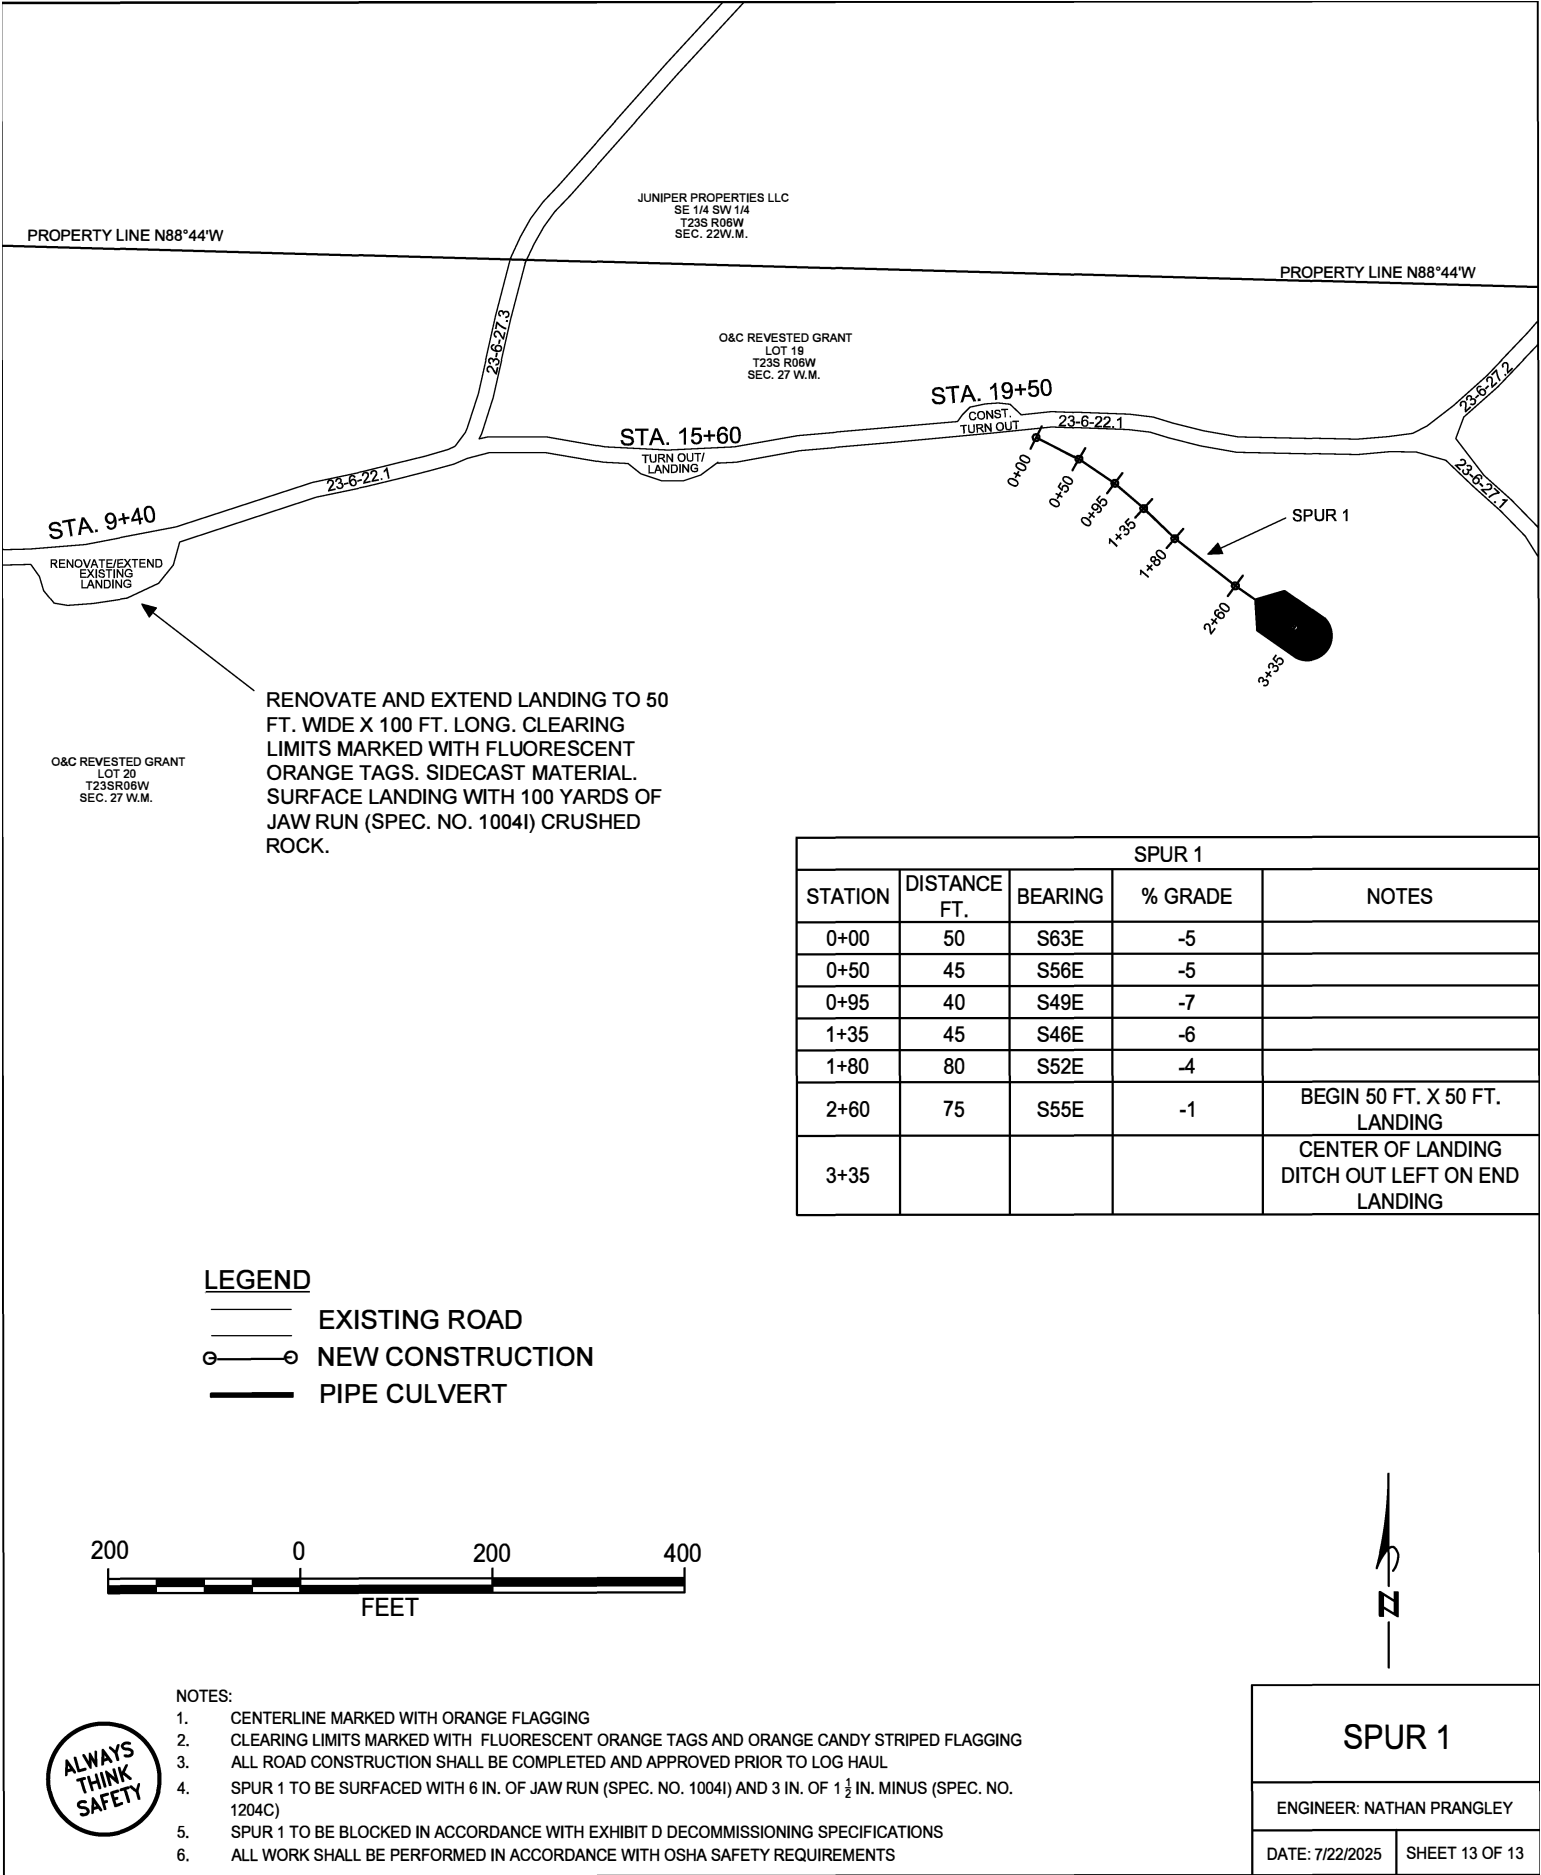 JUNIPER PROPERTIES LLC
SE 1/4 SW 1/4
T23S R06W
SEC. 22W.M.
PROPERTY LINE N88°44'W
PROPERTY LINE N88°44'W
23-6-27.3
O&C REVESTED GRANT
LOT 19
T23S R06W
SEC. 27 W.M.
23-6-27.2
STA. 19+50
CONST.
TURN OUT
23-6-22.1
STA. 15+60
TURN OUT/
LANDING
23-6-22.1
23-6-27.1
0+00
0+50
0+95
1+35
1+80
2+60
3+35
SPUR 1
STA. 9+40
RENOVATE/EXTEND
EXISTING
LANDING
RENOVATE AND EXTEND LANDING TO 50
FT. WIDE X 100 FT. LONG. CLEARING
LIMITS MARKED WITH FLUORESCENT
ORANGE TAGS. SIDECAST MATERIAL.
SURFACE LANDING WITH 100 YARDS OF
JAW RUN (SPEC. NO. 1004I) CRUSHED
ROCK.
O&C REVESTED GRANT
LOT 20
T23SR06W
SEC. 27 W.M.
SPUR 1
STATION DISTANCE FT. BEARING % GRADE NOTES
0+00 50 S63E -5
0+50 45 S56E -5
0+95 40 S49E -7
1+35 45 S46E -6
1+80 80 S52E -4
2+60 75 S55E -1 BEGIN 50 FT. X 50 FT.
LANDING
3+35 CENTER OF LANDING
DITCH OUT LEFT ON END
LANDING
LEGEND
EXISTING ROAD
NEW CONSTRUCTION
PIPE CULVERT
200 0 200 400
FEET
N
NOTES:
1. CENTERLINE MARKED WITH ORANGE FLAGGING
2. CLEARING LIMITS MARKED WITH FLUORESCENT ORANGE TAGS AND ORANGE CANDY STRIPED FLAGGING
3. ALL ROAD CONSTRUCTION SHALL BE COMPLETED AND APPROVED PRIOR TO LOG HAUL
4. SPUR 1 TO BE SURFACED WITH 6 IN. OF JAW RUN (SPEC. NO. 1004I) AND 3 IN. OF 1 1/2 IN. MINUS (SPEC. NO.
1204C)
5. SPUR 1 TO BE BLOCKED IN ACCORDANCE WITH EXHIBIT D DECOMMISSIONING SPECIFICATIONS
6. ALL WORK SHALL BE PERFORMED IN ACCORDANCE WITH OSHA SAFETY REQUIREMENTS
ALWAYS
THINK
SAFETY
SPUR 1
ENGINEER: NATHAN PRANGLEY
DATE: 7/22/2025 SHEET 13 OF 13